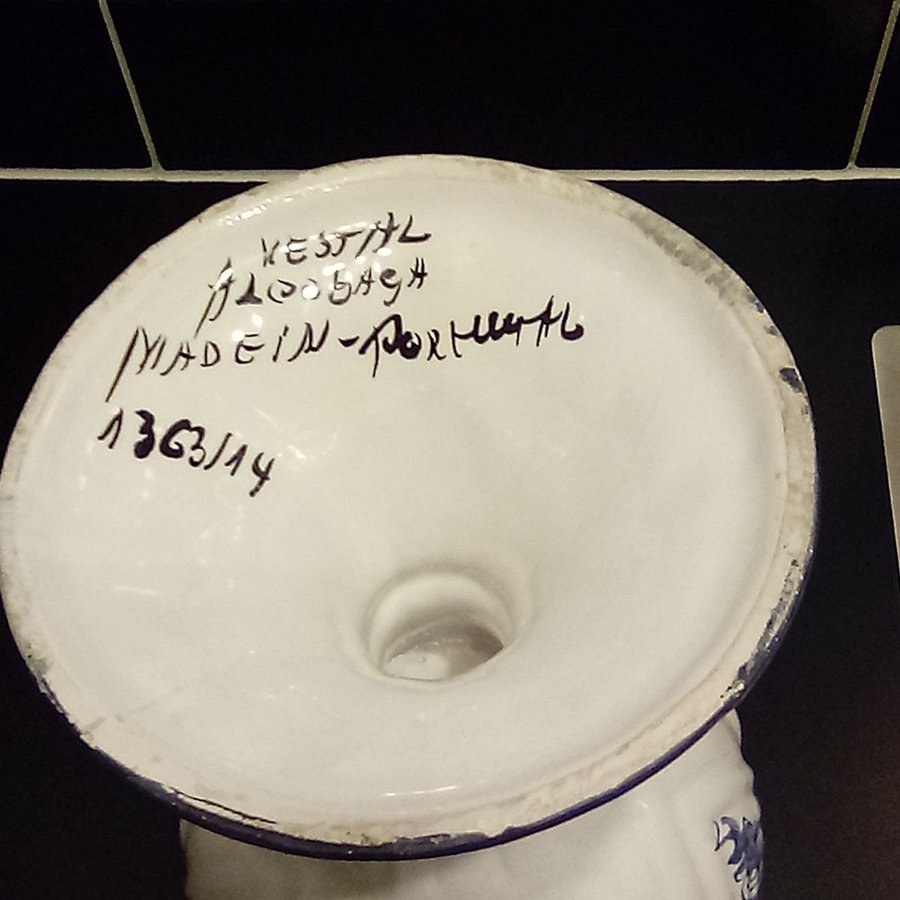 VESTAL
ALCOBAÇA
MADE IN - PORTUGAL
1363/14